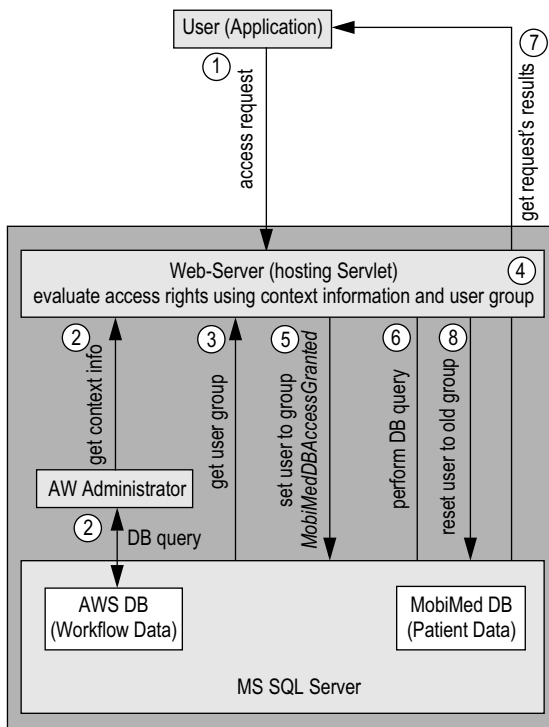 User (Application)
1
7
access request
get request's results
Web-Server (hosting Servlet)
4
evaluate access rights using context information and user group
2
get context info
3
get user group
5
set user to group
MobiMedDBAccessGranted
6
perform DB query
8
reset user to old group
AW Administrator
2
DB query
AWS DB
(Workflow Data)
MobiMed DB
(Patient Data)
MS SQL Server